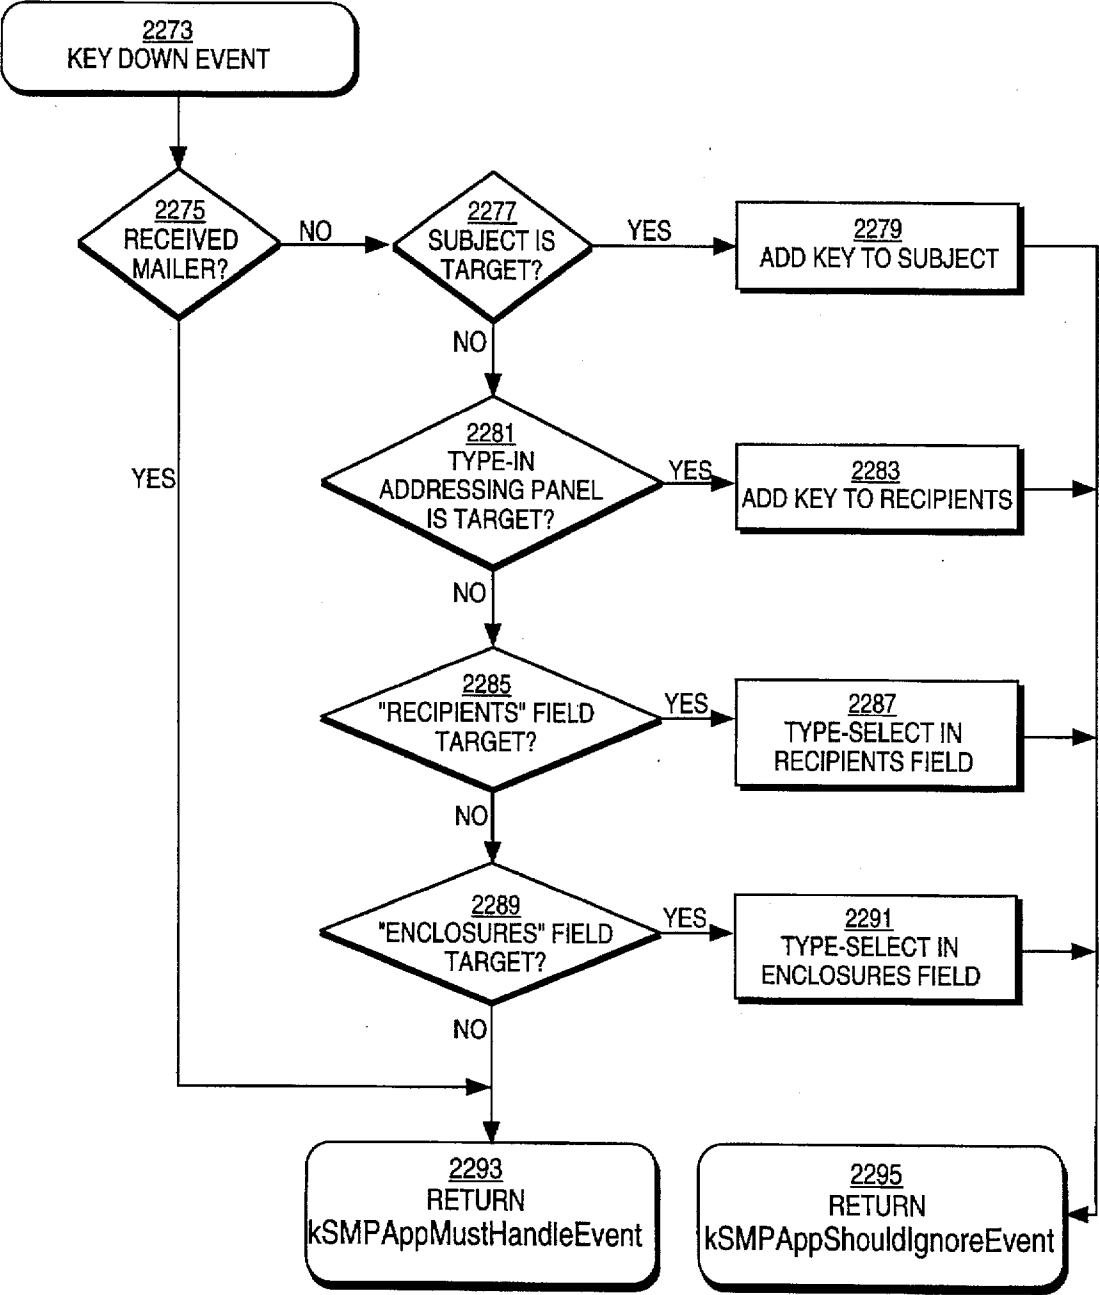 2273
KEY DOWN EVENT
2275
RECEIVED
MAILER?
NO
2277
SUBJECT IS
TARGET?
YES
2279
ADD KEY TO SUBJECT
NO
YES
2281
TYPE-IN
ADDRESSING PANEL
IS TARGET?
YES
2283
ADD KEY TO RECIPIENTS
NO
2285
"RECIPIENTS" FIELD
TARGET?
YES
2287
TYPE-SELECT IN
RECIPIENTS FIELD
NO
2289
"ENCLOSURES" FIELD
TARGET?
YES
2291
TYPE-SELECT IN
ENCLOSURES FIELD
NO
2293
RETURN
kSMPAppMustHandleEvent
2295
RETURN
kSMPAppShouldIgnoreEvent